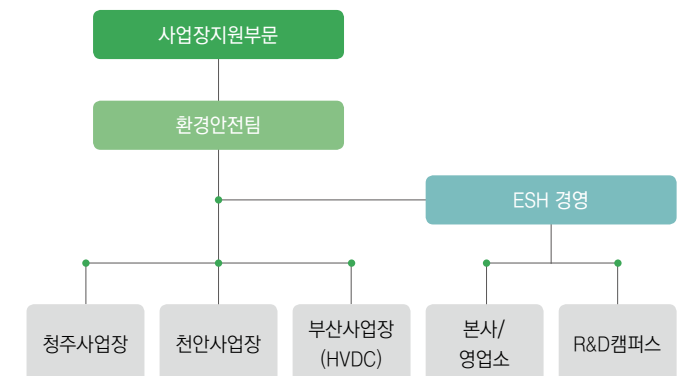 사업장지원부문
환경안전팀
ESH 경영
청주사업장
천안사업장
부산사업장
(HVDC)
본사/
영업소
R&D캠퍼스